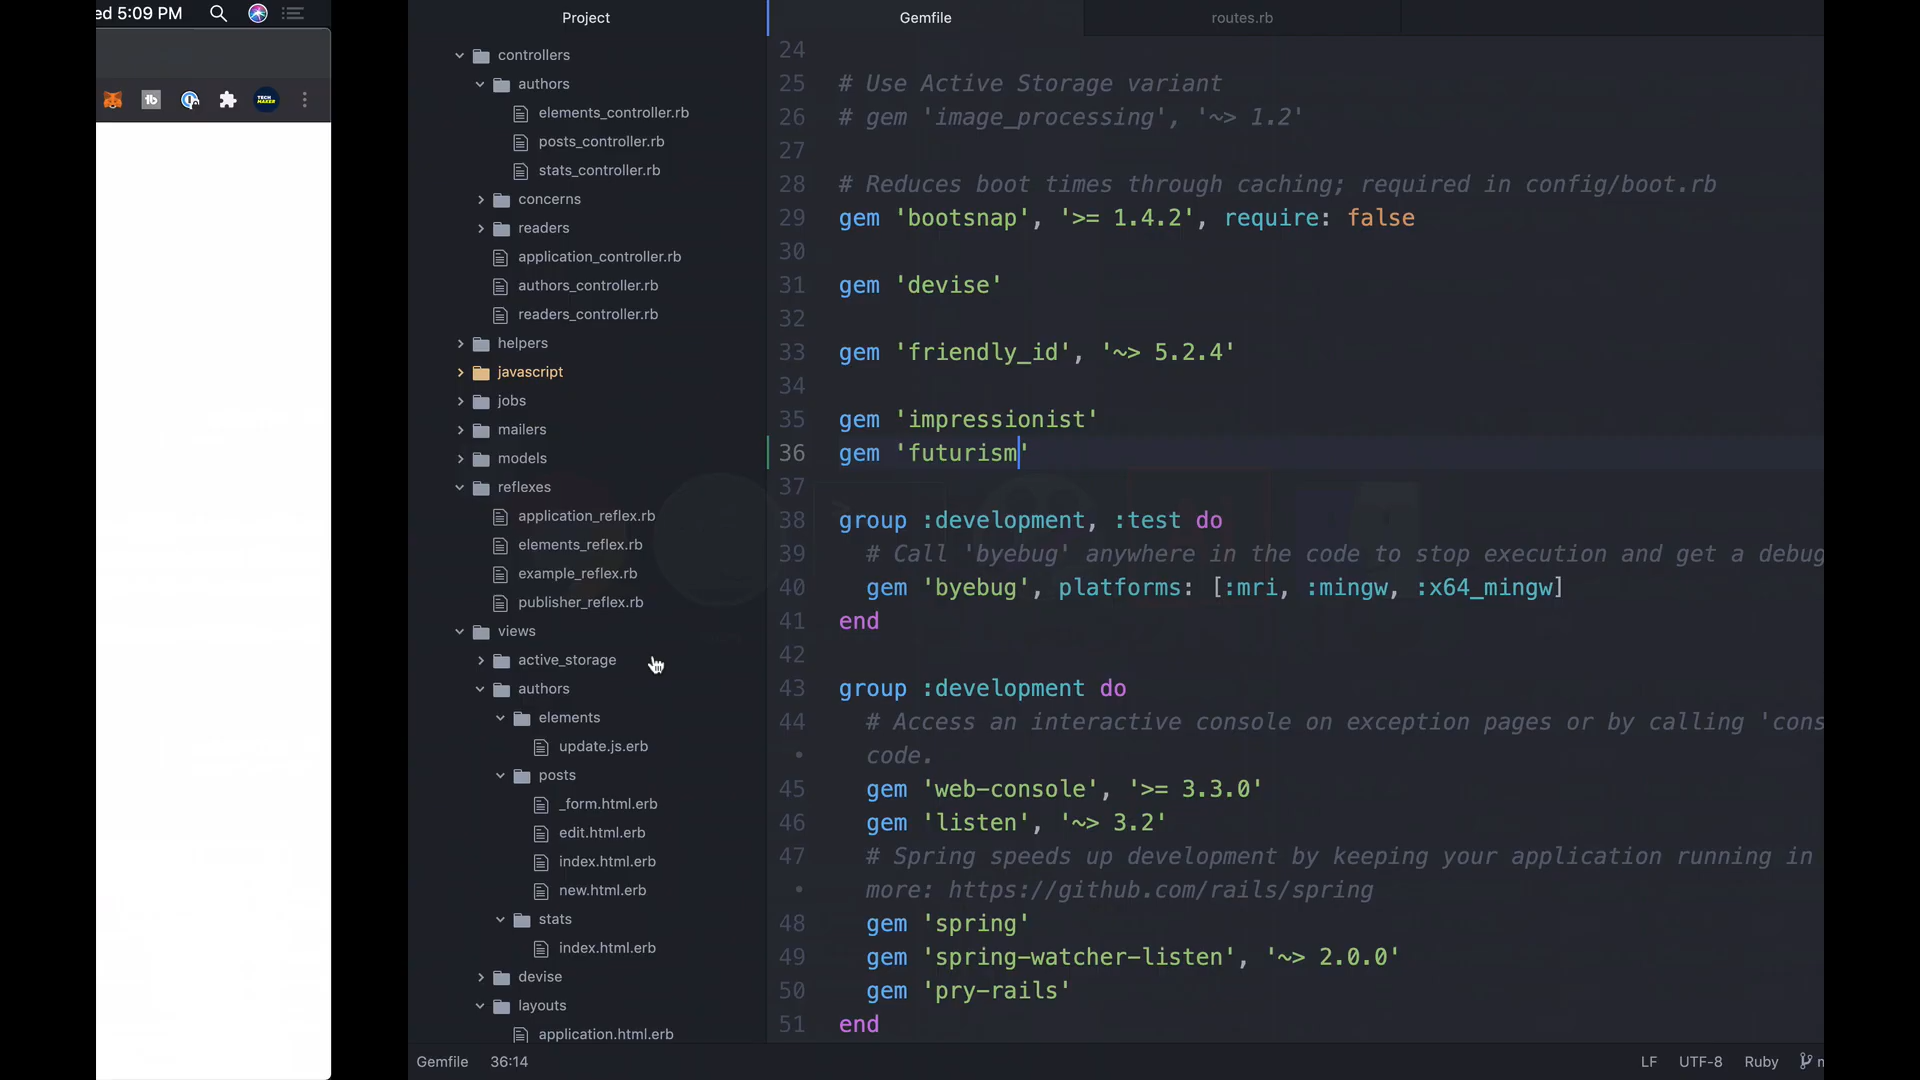 ed 5:09 PM
Project
controllers
authors
elements_controller.rb
posts_controller.rb
stats_controller.rb
concerns
readers
application_controller.rb
authors_controller.rb
readers_controller.rb
helpers
javascript
jobs
mailers
models
reflexes
application_reflex.rb
elements_reflex.rb
example_reflex.rb
publisher_reflex.rb
views
active_storage
authors
elements
update.js.erb
posts
_form.html.erb
edit.html.erb
index.html.erb
new.html.erb
stats
index.html.erb
devise
layouts
application.html.erb
Gemfile
routes.rb
24
25 # Use Active Storage variant
26 # gem 'image_processing', '~> 1.2'
27
28 # Reduces boot times through caching; required in config/boot.rb
29 gem 'bootsnap', '>= 1.4.2', require: false
30
31 gem 'devise'
32
33 gem 'friendly_id', '~> 5.2.4'
34
35 gem 'impressionist'
36 gem 'futurism'
37
38 group :development, :test do
39 # Call 'byebug' anywhere in the code to stop execution and get a debug
40 gem 'byebug', platforms: [:mri, :mingw, :x64_mingw]
41 end
42
43 group :development do
44 # Access an interactive console on exception pages or by calling 'cons
• code.
45 gem 'web-console', '>= 3.3.0'
46 gem 'listen', '~> 3.2'
47 # Spring speeds up development by keeping your application running in
• more: https://github.com/rails/spring
48 gem 'spring'
49 gem 'spring-watcher-listen', '~> 2.0.0'
50 gem 'pry-rails'
51 end
Gemfile 36:14
LF UTF-8 Ruby m